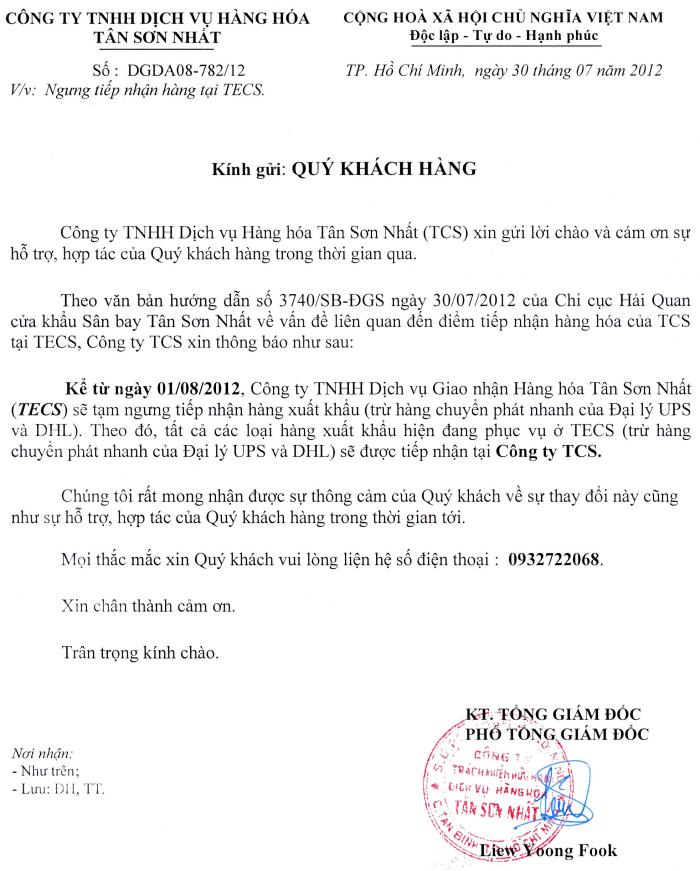 CÔNG TY TNHH DỊCH VỤ HÀNG HÓA
TÂN SƠN NHẤT
CỘNG HOÀ XÃ HỘI CHỦ NGHĨA VIỆT NAM
Độc lập - Tự do - Hạnh phúc
Số : DGDA08-782/12
V/v: Ngưng tiếp nhận hàng tại TECS.
TP. Hồ Chí Minh, ngày 30 tháng 07 năm 2012
Kính gửi: QUÝ KHÁCH HÀNG
Công ty TNHH Dịch vụ Hàng hóa Tân Sơn Nhất (TCS) xin gửi lời chào và cám ơn sự
hỗ trợ, hợp tác của Quý khách hàng trong thời gian qua.
Theo văn bản hướng dẫn số 3740/SB-ĐGS ngày 30/07/2012 của Chi cục Hải Quan
cửa khẩu Sân bay Tân Sơn Nhất về vấn đề liên quan đến điểm tiếp nhận hàng hóa của TCS
tại TECS, Công ty TCS xin thông báo như sau:
Kể từ ngày 01/08/2012, Công ty TNHH Dịch vụ Giao nhận Hàng hóa Tân Sơn Nhất
(TECS) sẽ tạm ngưng tiếp nhận hàng xuất khẩu (trừ hàng chuyển phát nhanh của Đại lý UPS
và DHL). Theo đó, tất cả các loại hàng xuất khẩu hiện đang phục vụ ở TECS (trừ hàng
chuyển phát nhanh của Đại lý UPS và DHL) sẽ được tiếp nhận tại Công ty TCS.
Chúng tôi rất mong nhận được sự thông cảm của Quý khách về sự thay đổi này cũng
như sự hỗ trợ, hợp tác của Quý khách hàng trong thời gian tới.
Mọi thắc mắc xin Quý khách vui lòng liện hệ số điện thoại : 0932722068.
Xin chân thành cảm ơn.
Trân trọng kính chào.
KT. TỔNG GIÁM ĐỐC
PHÓ TỔNG GIÁM ĐỐC
CÔNG TY
TRÁCH NHIỆM HỮU HẠN
DỊCH VỤ HÀNG HOÁ
TÂN SƠN NHẤT
Liew Yoong Fook
Nơi nhận:
- Như trên;
- Lưu: ĐH, TT.